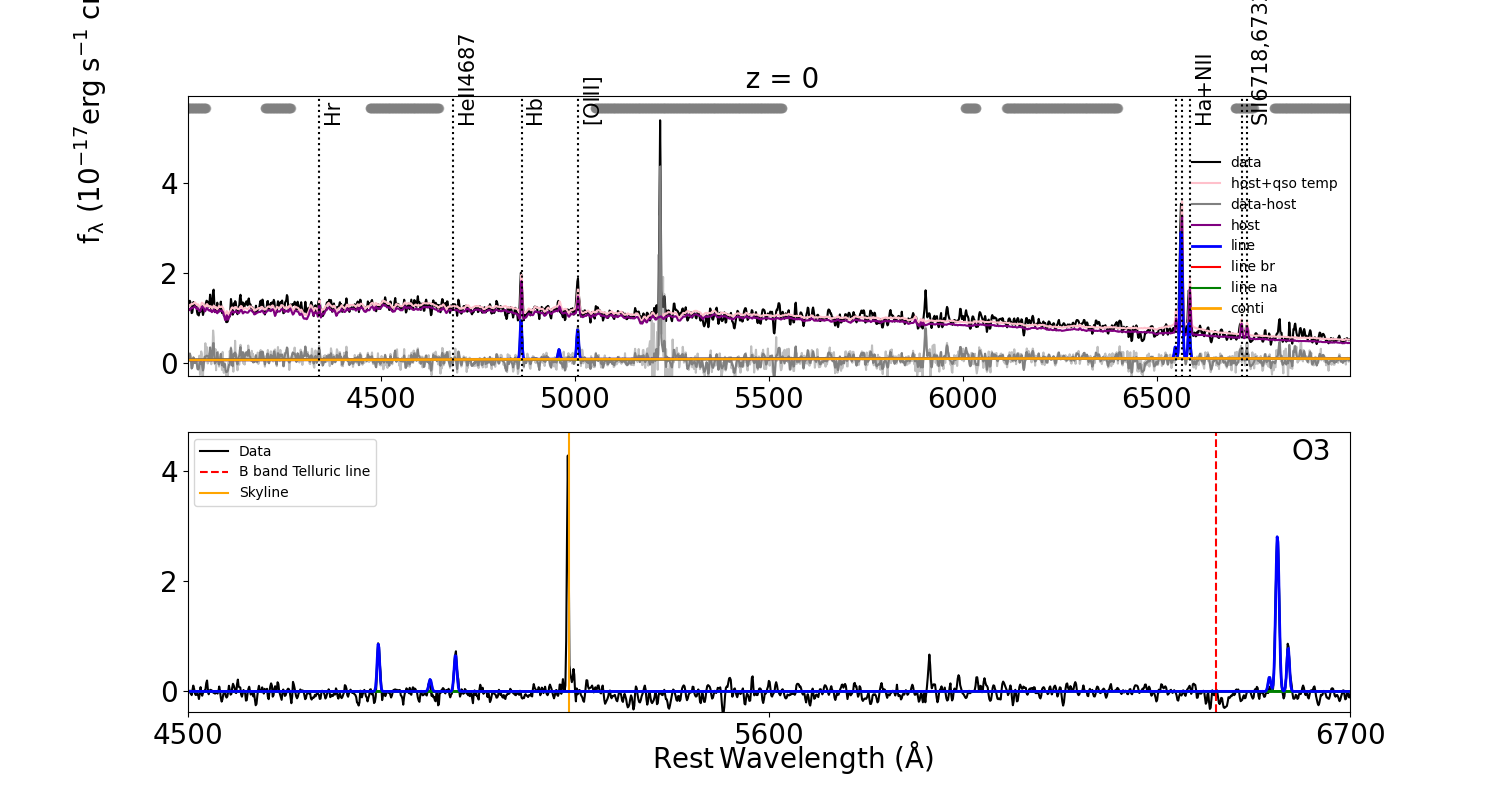 z = 0
f_λ (10^−17 erg s^−1
Hr
HeII4687
Hb
[OIII]
Ha+NII
SII6718,673
data
host+qso temp
data-host
host
line
line br
line na
conti
4
2
0
4500
5000
5500
6000
6500
Data
B band Telluric line
Skyline
O3
4
2
0
4500
5600
6700
Rest Wavelength (Å)